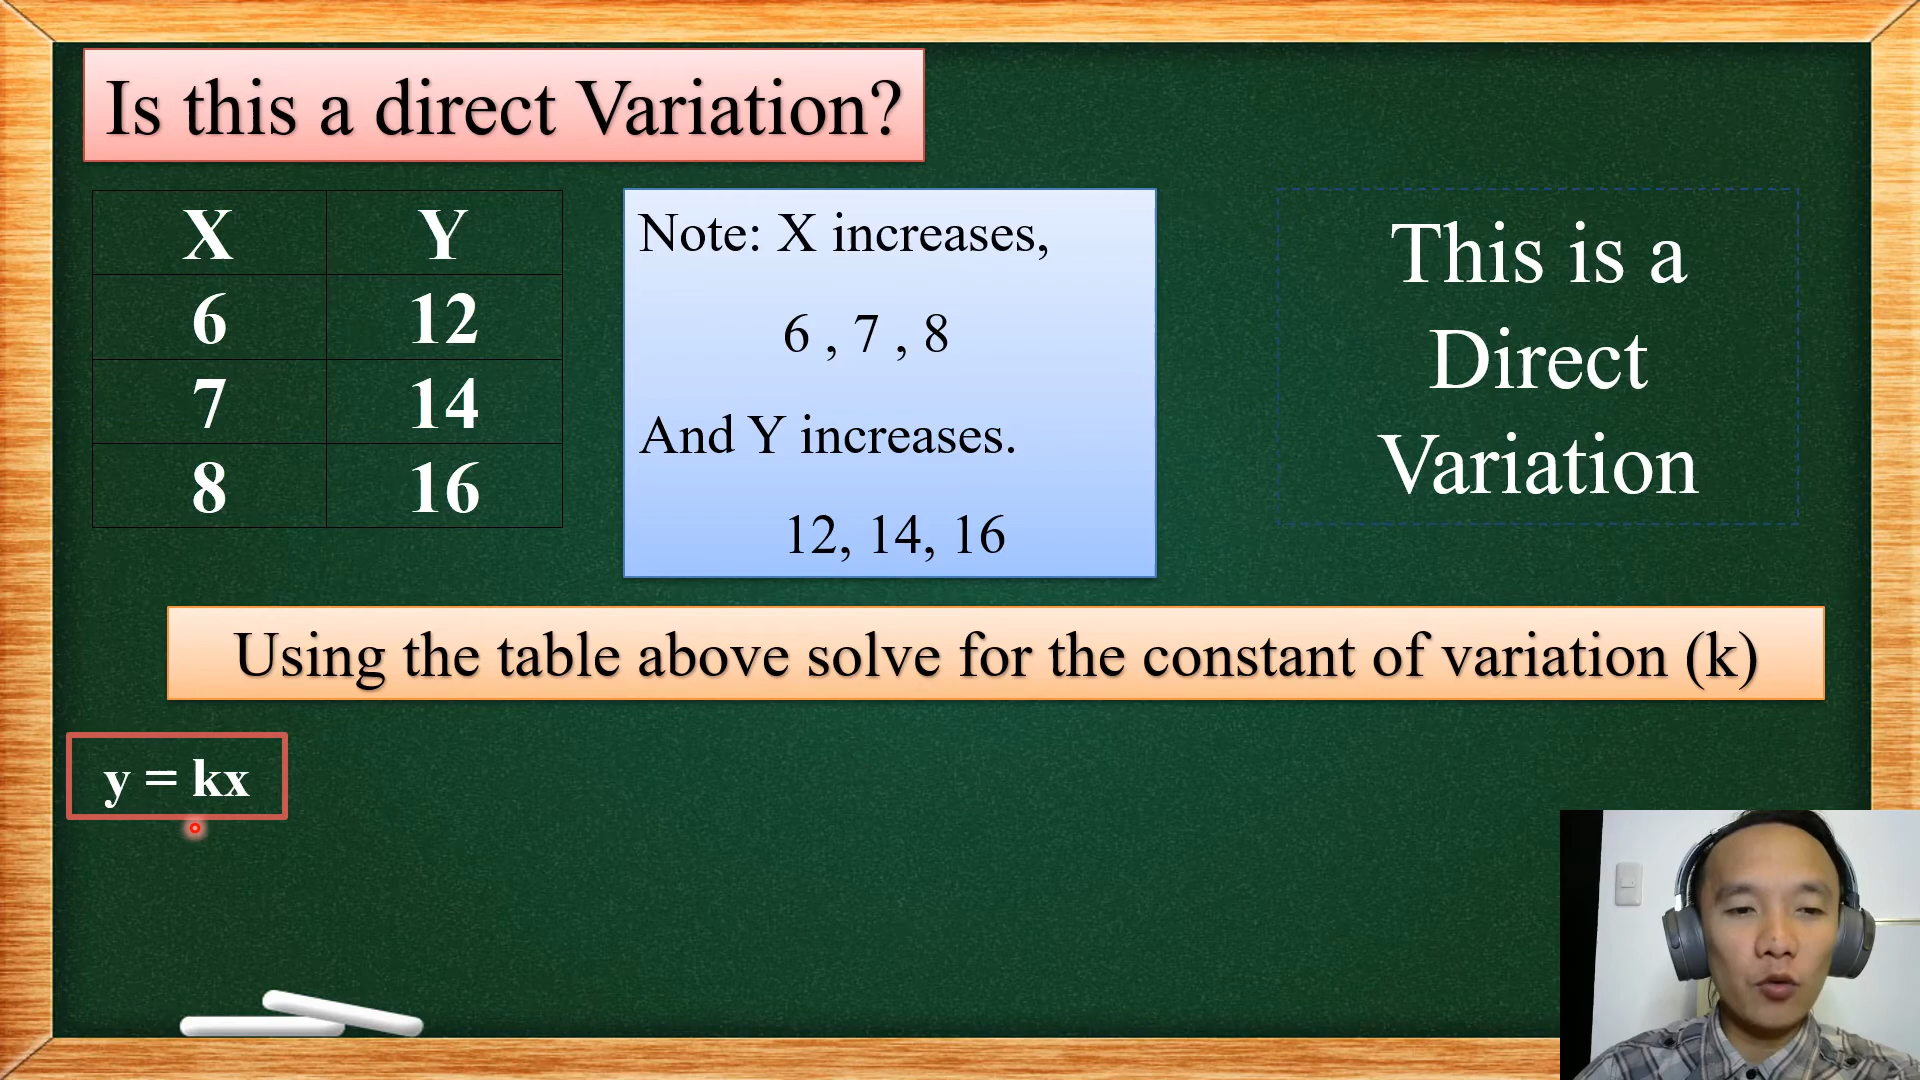 Is this a direct Variation?
X Y
6 12
7 14
8 16
Note: X increases,
6 , 7 , 8
And Y increases.
12, 14, 16
This is a
Direct
Variation
Using the table above solve for the constant of variation (k)
y = kx